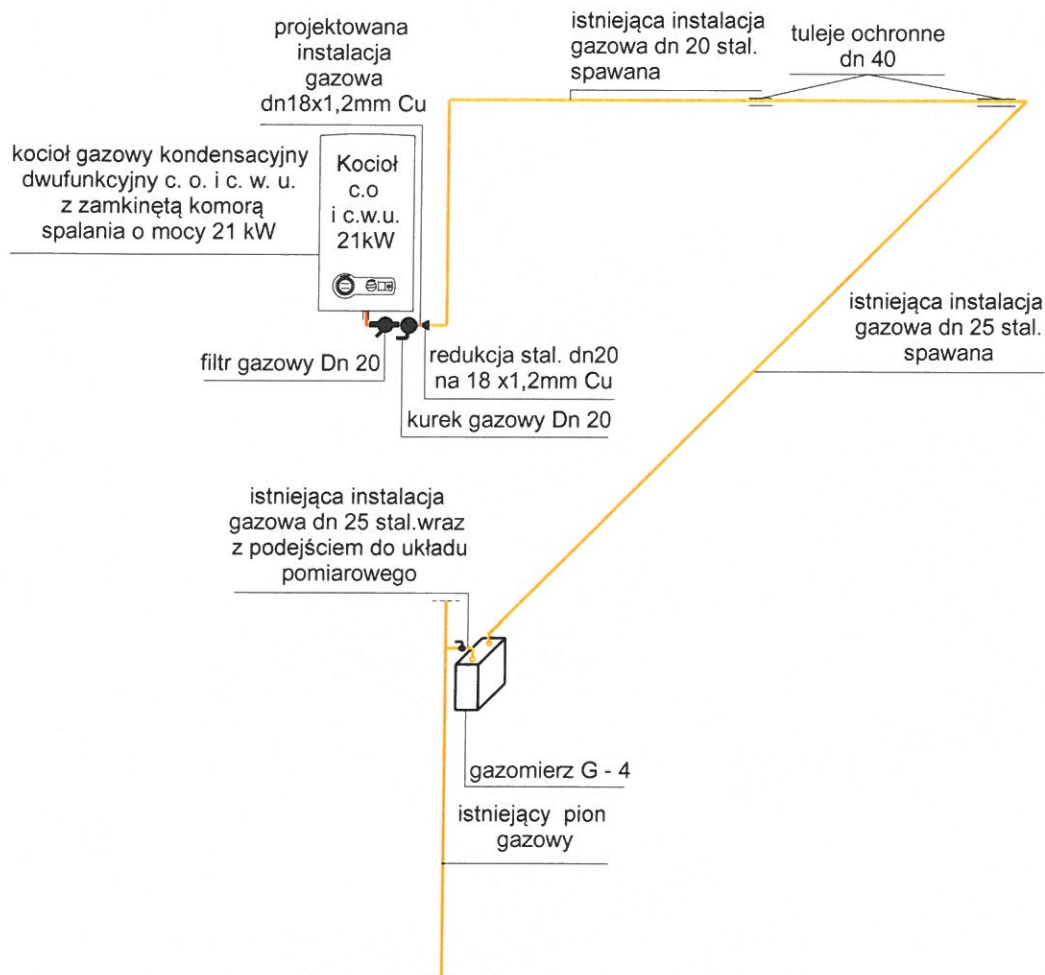 projektowana
instalacja
gazowa
dn18x1,2mm Cu
istniejąca instalacja
gazowa dn 20 stal.
spawana
tuleje ochronne
dn 40
kocioł gazowy kondensacyjny
dwufunkcyjny c. o. i c. w. u.
z zamkniętą komorą
spalania o mocy 21 kW
Kocioł
c.o
i c.w.u.
21kW
istniejąca instalacja
gazowa dn 25 stal.
spawana
filtr gazowy Dn 20
redukcja stal. dn20
na 18 x1,2mm Cu
kurek gazowy Dn 20
istniejąca instalacja
gazowa dn 25 stal.wraz
z podejściem do układu
pomiarowego
gazomierz G - 4
istniejący pion
gazowy